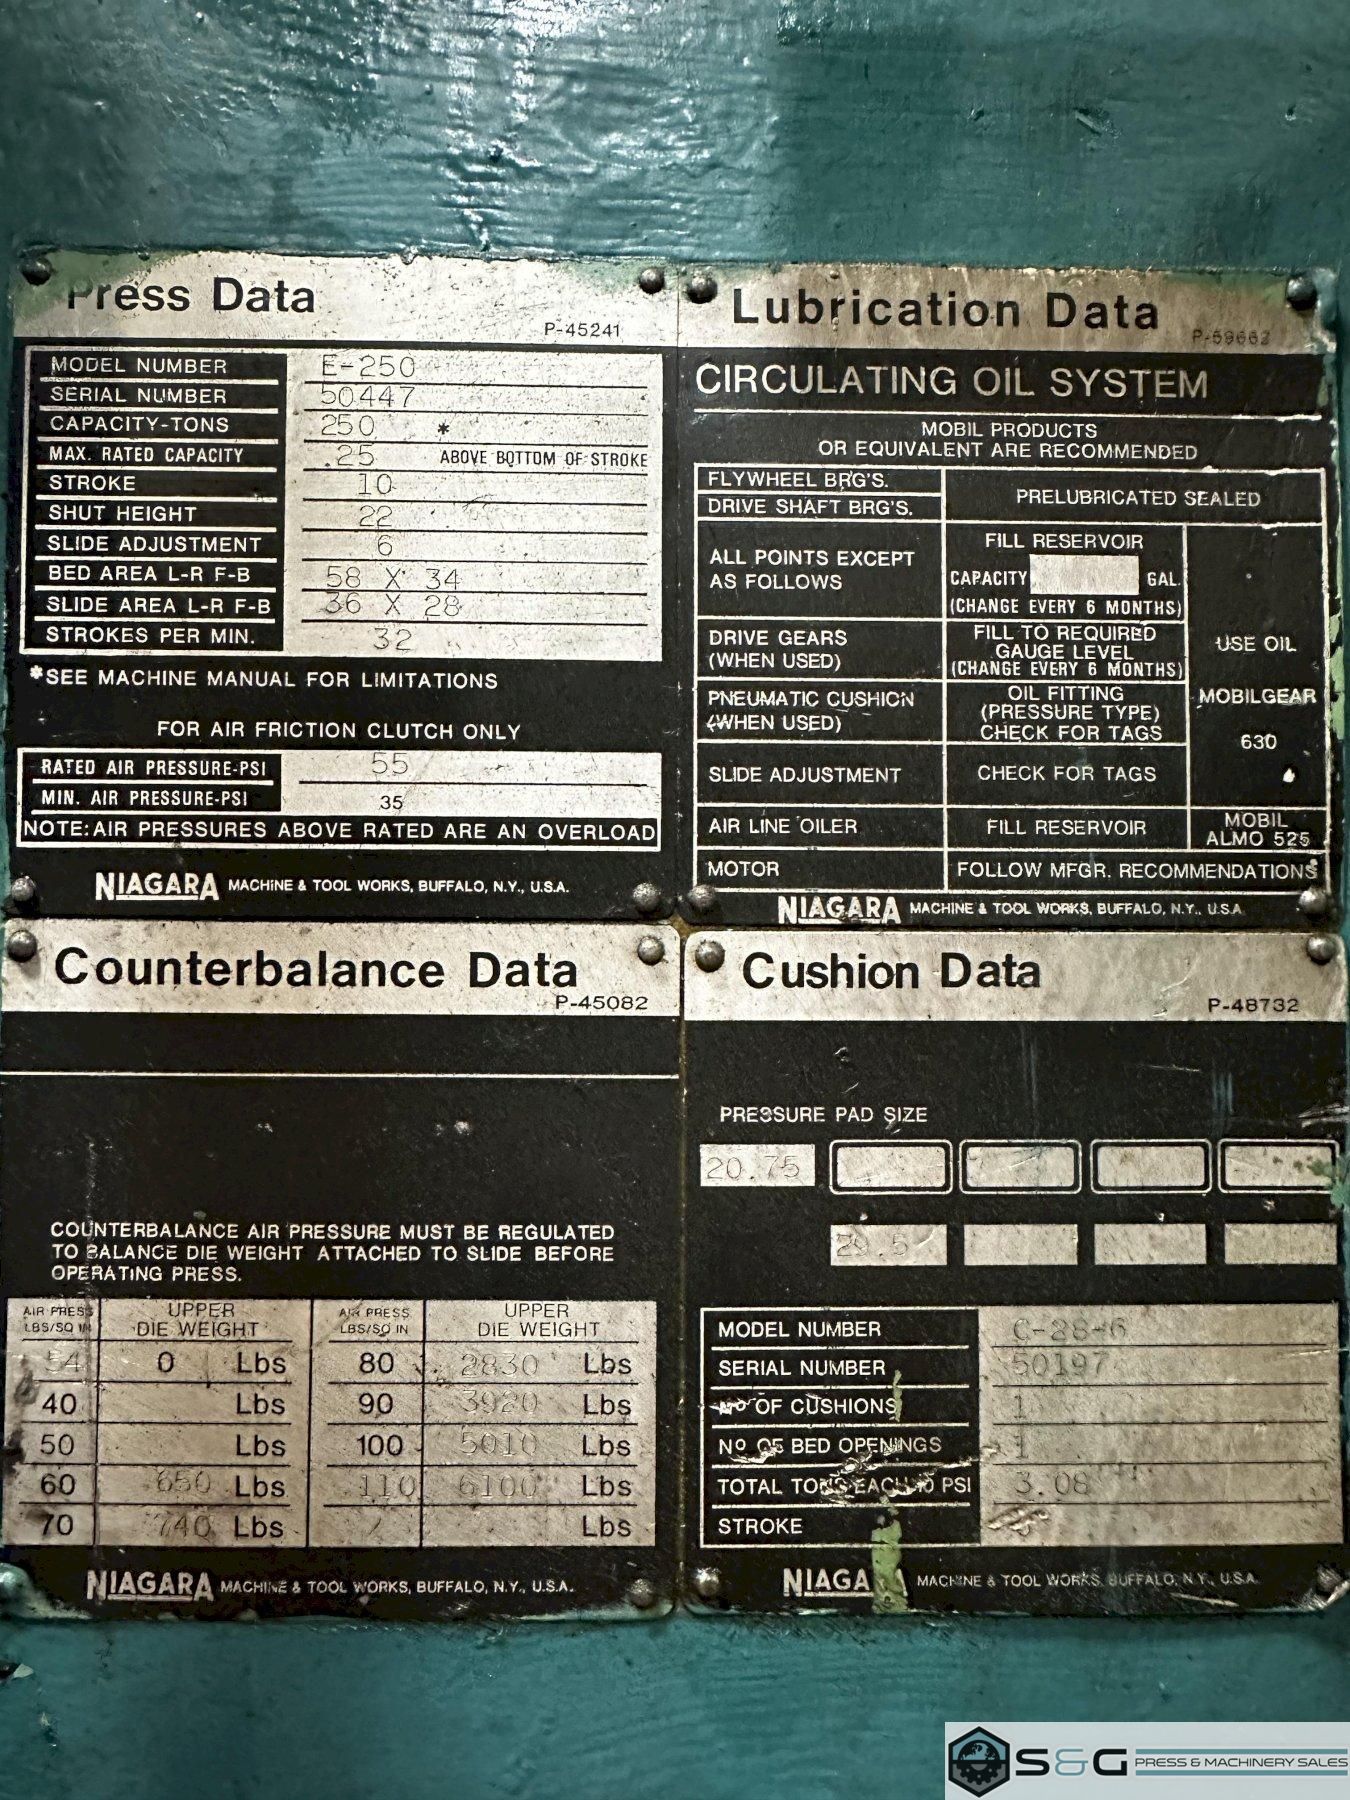 Press Data
P-45241
MODEL NUMBER E-250
SERIAL NUMBER 50447
CAPACITY-TONS 250 *
MAX. RATED CAPACITY .25 ABOVE BOTTOM OF STROKE
STROKE 10
SHUT HEIGHT 22
SLIDE ADJUSTMENT 6
BED AREA L-R F-B 58 X 34
SLIDE AREA L-R F-B 36 X 28
STROKES PER MIN. 32
*SEE MACHINE MANUAL FOR LIMITATIONS
FOR AIR FRICTION CLUTCH ONLY
RATED AIR PRESSURE-PSI 55
MIN. AIR PRESSURE-PSI 35
NOTE: AIR PRESSURES ABOVE RATED ARE AN OVERLOAD
NIAGARA MACHINE & TOOL WORKS, BUFFALO, N.Y., U.S.A.
Lubrication Data
P-59662
CIRCULATING OIL SYSTEM
MOBIL PRODUCTS
OR EQUIVALENT ARE RECOMMENDED
FLYWHEEL BRG'S.
DRIVE SHAFT BRG'S.
PRELUBRICATED SEALED
ALL POINTS EXCEPT
AS FOLLOWS
FILL RESERVOIR
CAPACITY GAL.
(CHANGE EVERY 6 MONTHS)
DRIVE GEARS
(WHEN USED)
FILL TO REQUIRED
GAUGE LEVEL
(CHANGE EVERY 6 MONTHS)
PNEUMATIC CUSHION
(WHEN USED)
OIL FITTING
(PRESSURE TYPE)
CHECK FOR TAGS
SLIDE ADJUSTMENT CHECK FOR TAGS
USE OIL
MOBILGEAR
630
AIR LINE OILER FILL RESERVOIR
MOBIL
ALMO 525
MOTOR FOLLOW MFGR. RECOMMENDATIONS
NIAGARA MACHINE & TOOL WORKS, BUFFALO, N.Y., U.S.A.
Counterbalance Data
P-45082
COUNTERBALANCE AIR PRESSURE MUST BE REGULATED
TO BALANCE DIE WEIGHT ATTACHED TO SLIDE BEFORE
OPERATING PRESS.
AIR PRESS LBS/SQ IN UPPER DIE WEIGHT AIR PRESS LBS/SQ IN UPPER DIE WEIGHT
54 0 Lbs 80 2830 Lbs
40 Lbs 90 3920 Lbs
50 Lbs 100 5010 Lbs
60 650 Lbs 110 6100 Lbs
70 1740 Lbs Lbs
NIAGARA MACHINE & TOOL WORKS, BUFFALO, N.Y., U.S.A.
Cushion Data
P-48732
PRESSURE PAD SIZE
20.75
29.5
MODEL NUMBER C-28-6
SERIAL NUMBER 50197
Nº OF CUSHIONS 1
Nº OF BED OPENINGS 1
TOTAL TONS EACH 10 PSI 3.08
STROKE
NIAGA MACHINE & TOOL WORKS, BUFFALO, N.Y., U.S.A.
S&G PRESS & MACHINERY SALES